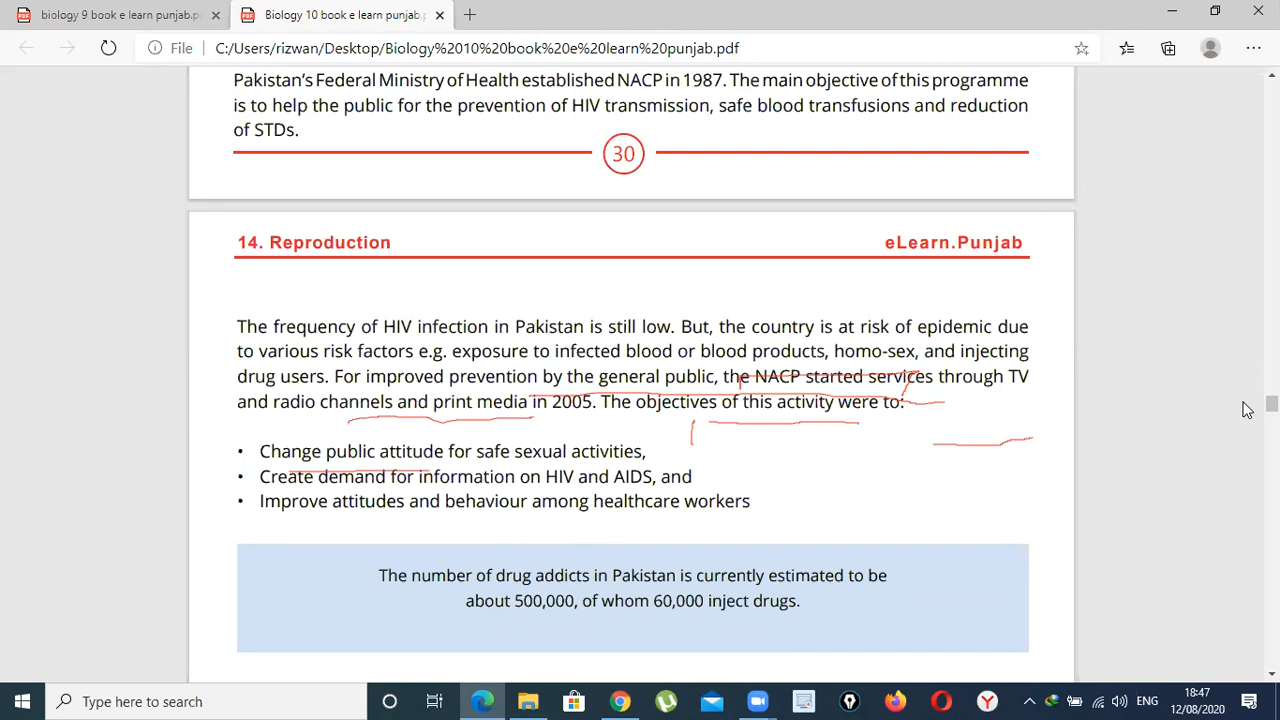 biology 9 book e learn punjab.p
Biology 10 book e learn punjab.
File C:/Users/rizwan/Desktop/Biology%2010%20book%20e%20learn%20punjab.pdf
Pakistan's Federal Ministry of Health established NACP in 1987. The main objective of this programme
is to help the public for the prevention of HIV transmission, safe blood transfusions and reduction
of STDs.
30
14. Reproduction eLearn.Punjab
The frequency of HIV infection in Pakistan is still low. But, the country is at risk of epidemic due
to various risk factors e.g. exposure to infected blood or blood products, homo-sex, and injecting
drug users. For improved prevention by the general public, the NACP started services through TV
and radio channels and print media in 2005. The objectives of this activity were to:
• Change public attitude for safe sexual activities,
• Create demand for information on HIV and AIDS, and
• Improve attitudes and behaviour among healthcare workers
The number of drug addicts in Pakistan is currently estimated to be
about 500,000, of whom 60,000 inject drugs.
Type here to search
ENG
18:47
12/08/2020